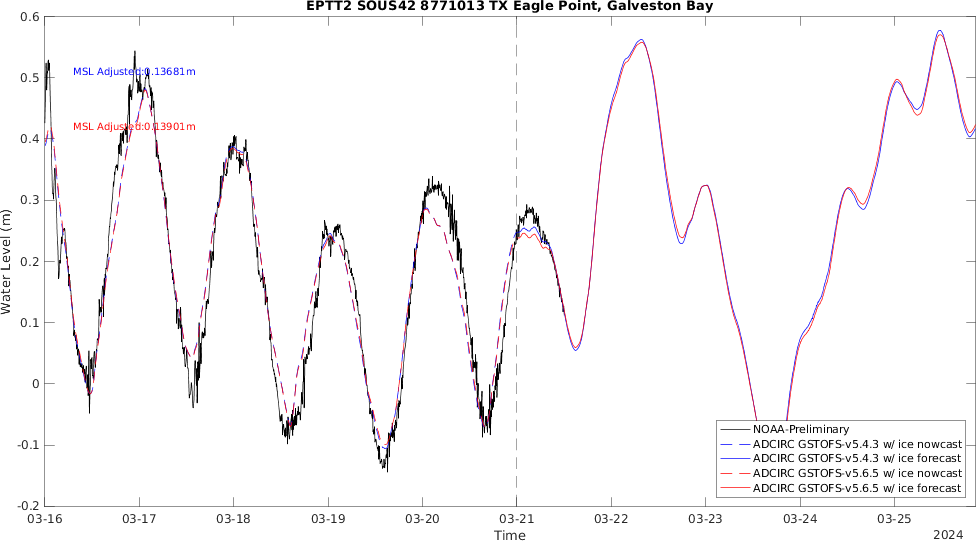 EPTT2 SOUS42 8771013 TX Eagle Point, Galveston Bay
0.6
0.5
0.4
0.3
0.2
0.1
0
-0.1
-0.2
Water Level (m)
MSL Adjusted:0.13681m
MSL Adjusted:0.13901m
NOAA-Preliminary
ADCIRC GSTOFS-v5.4.3 w/ ice nowcast
ADCIRC GSTOFS-v5.4.3 w/ ice forecast
ADCIRC GSTOFS-v5.6.5 w/ ice nowcast
ADCIRC GSTOFS-v5.6.5 w/ ice forecast
03-16 03-17 03-18 03-19 03-20 03-21 03-22 03-23 03-24 03-25
Time
2024